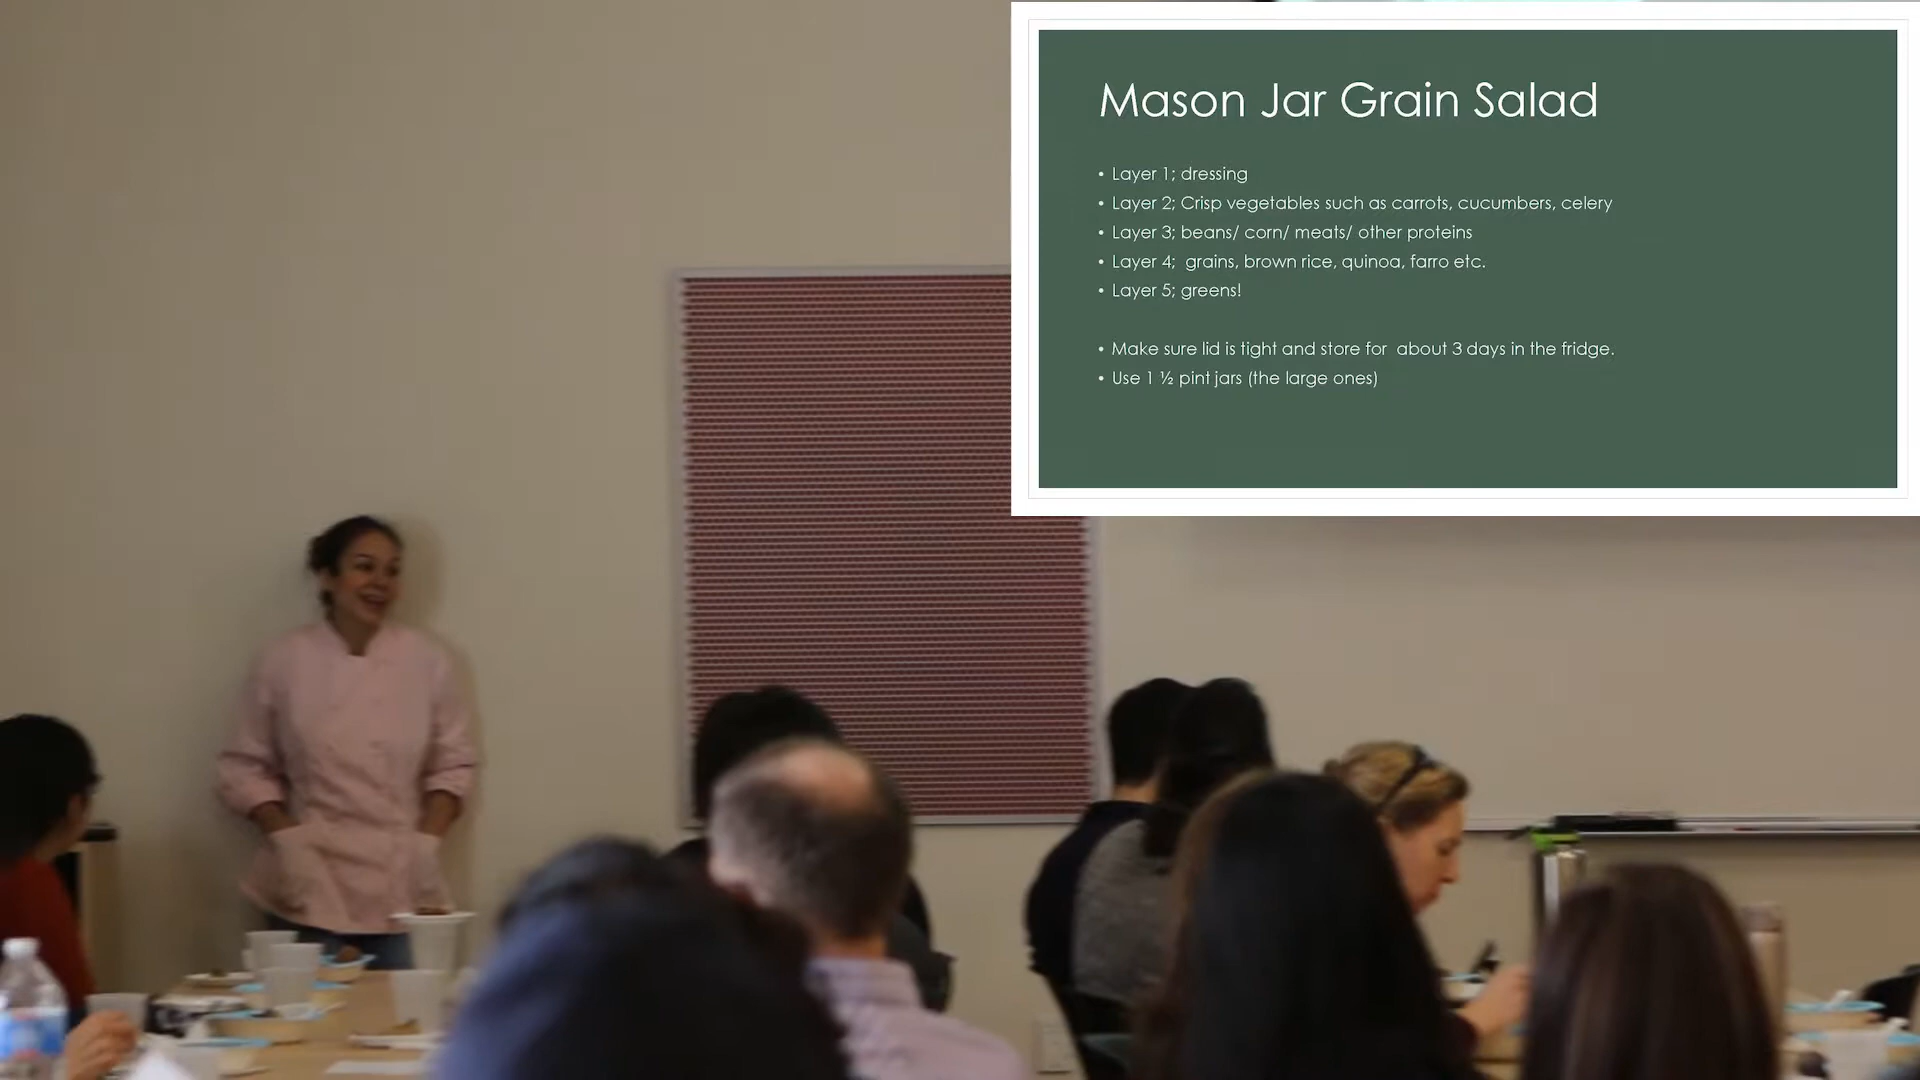 Mason Jar Grain Salad
• Layer 1; dressing
• Layer 2; Crisp vegetables such as carrots, cucumbers, celery
• Layer 3; beans/ corn/ meats/ other proteins
• Layer 4;  grains, brown rice, quinoa, farro etc.
• Layer 5; greens!
• Make sure lid is tight and store for  about 3 days in the fridge.
• Use 1 ½ pint jars (the large ones)